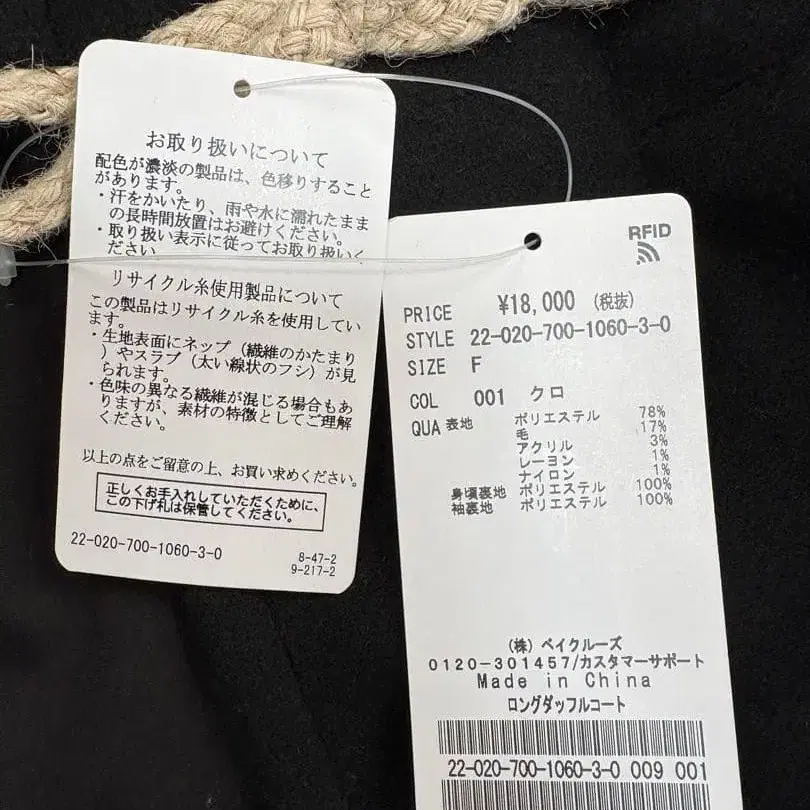 お取り扱いについて
配色が濃淡の製品は、色移りすること
があります。
・汗をかいたり、雨や水に濡れたまま
の長時間放置はお避けください。
・取り扱い表示に従ってお取り扱いく
ださい。
リサイクル糸使用製品について
この製品はリサイクル糸を使用してい
ます。
・生地表面にネップ（繊維のかたまり
）やスラブ（太い線状のフシ）が見
られます。
・色味の異なる繊維が混じる場合もあ
りますが、素材の特徴としてご理解
ください。
以上の点をご留意の上、お買い求めください。
正しくお手入れしていただくために、
この下げ札は保管してください。
22-020-700-1060-3-0
8-47-2
9-217-2
RFID
PRICE ¥18,000 (税抜)
STYLE 22-020-700-1060-3-0
SIZE F
COL 001 クロ
QUA 表地 ポリエステル 78%
毛 17%
アクリル 3%
レーヨン 1%
ナイロン 1%
身頃裏地 ポリエステル 100%
袖裏地 ポリエステル 100%
(株) ベイクルーズ
0120-301457/カスタマーサポート
Made in China
ロングダッフルコート
22-020-700-1060-3-0 009 001